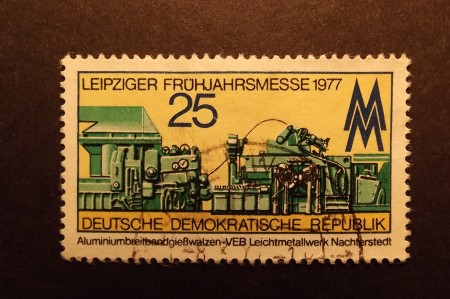 LEIPZIGER FRÜHJAHRSMESSE 1977
25
MM
DEUTSCHE DEMOKRATISCHE REPUBLIK
Aluminiumbreitbandgießwalzen-VEB Leichtmetallwerk Nachterstedt